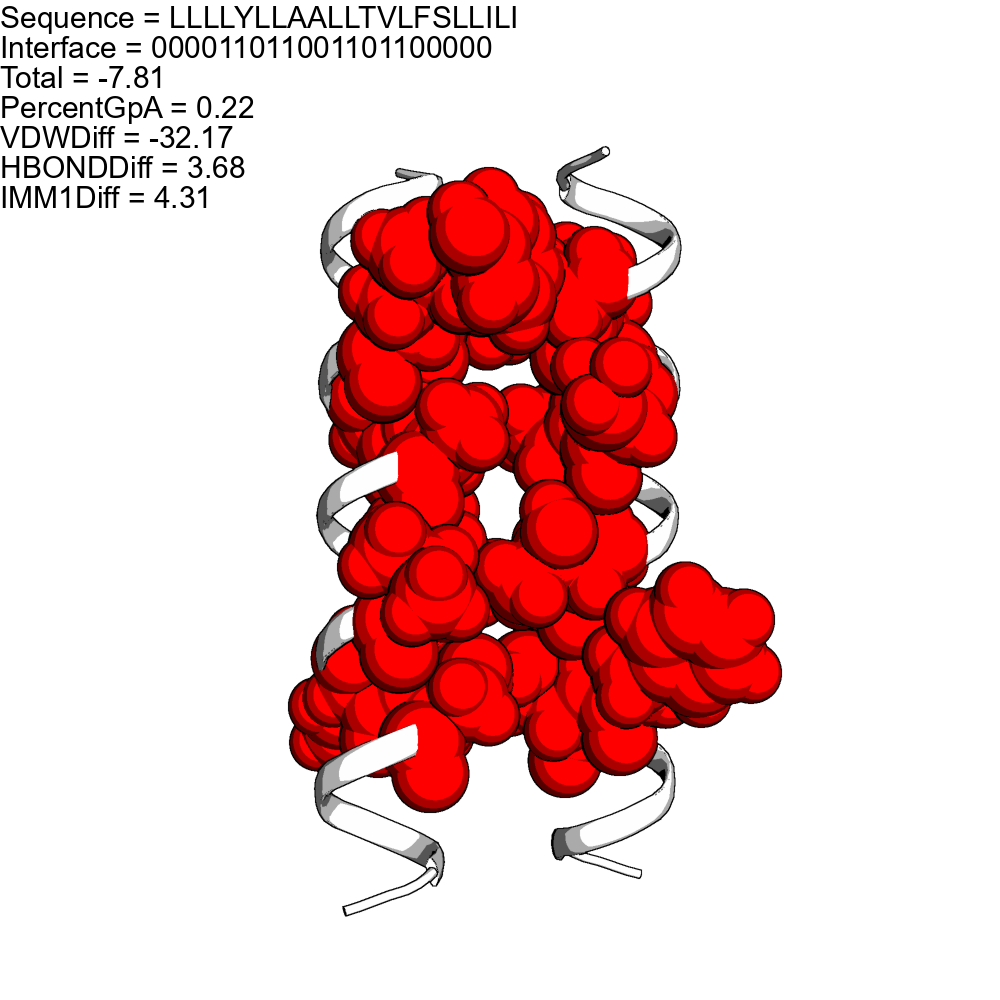 Sequence = LLLLYLLAALLTVLFSLLILI
Interface = 000011011001101100000
Total = -7.81
PercentGpA = 0.22
VDWDiff = -32.17
HBONDDiff = 3.68
IMM1Diff = 4.31